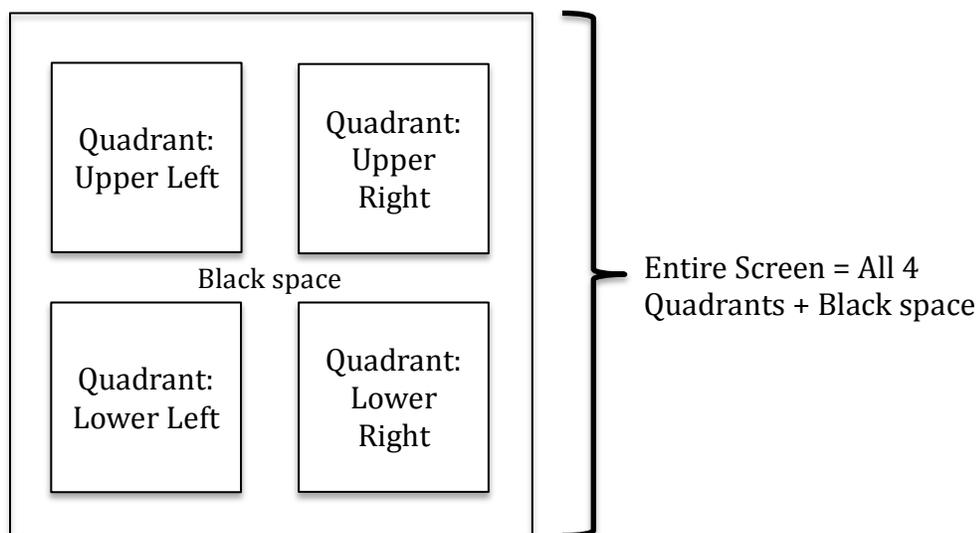 Quadrant:
Upper Left
Quadrant:
Upper
Right
Black space
Quadrant:
Lower Left
Quadrant:
Lower
Right
Entire Screen = All 4
Quadrants + Black space